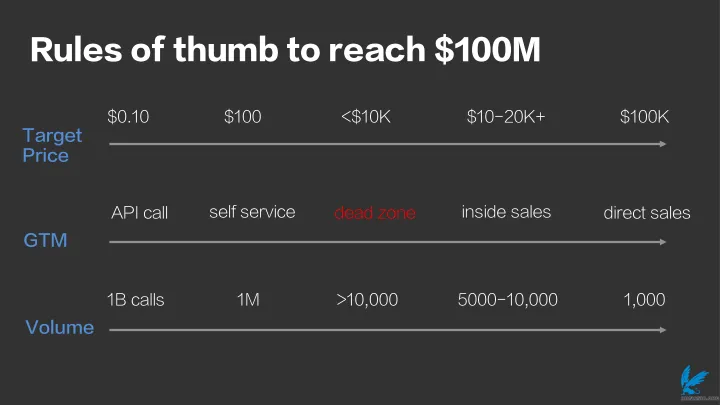 Rules of thumb to reach $100M
$0.10 $100 <$10K $10-20K+ $100K
Target
Price
API call self service dead zone inside sales direct sales
GTM
1B calls 1M >10,000 5000-10,000 1,000
Volume